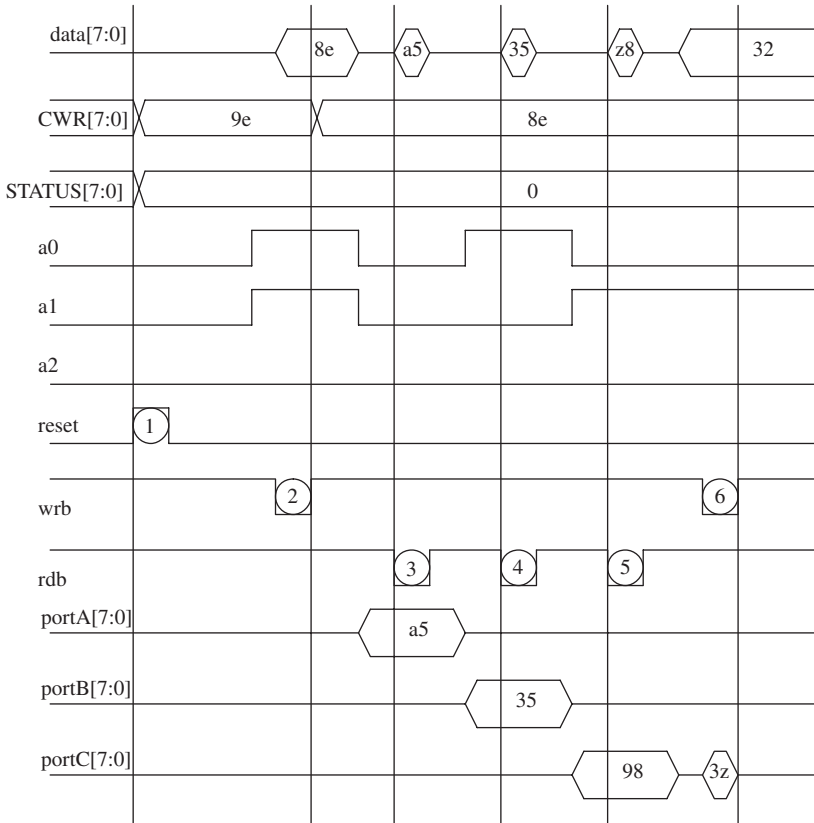 data[7:0] 8e a5 35 z8 32
CWR[7:0] 9e 8e
STATUS[7:0] 0
a0
a1
a2
reset 1
wrb 2 6
rdb 3 4 5
portA[7:0] a5
portB[7:0] 35
portC[7:0] 98 3z